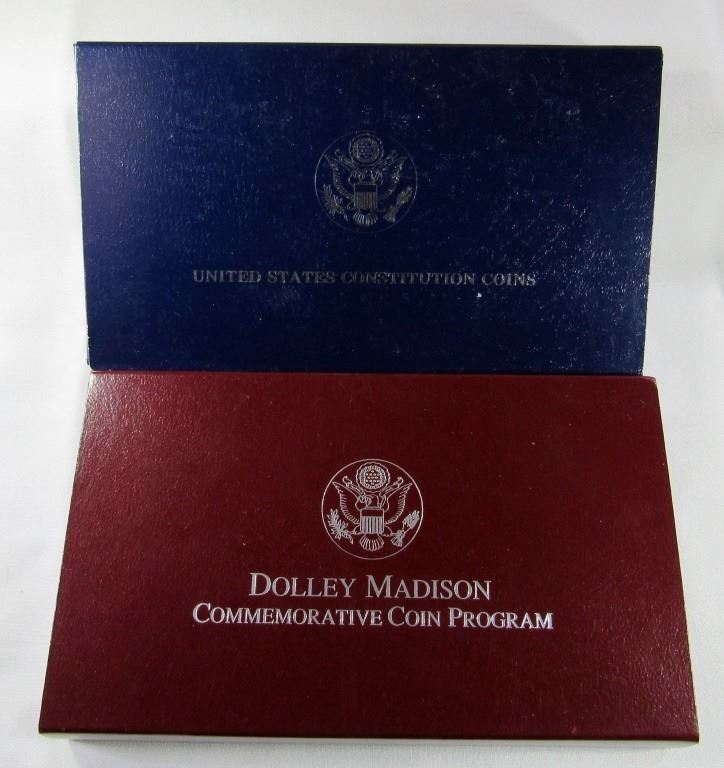 UNITED STATES CONSTITUTION COINS
DOLLEY MADISON
COMMEMORATIVE COIN PROGRAM